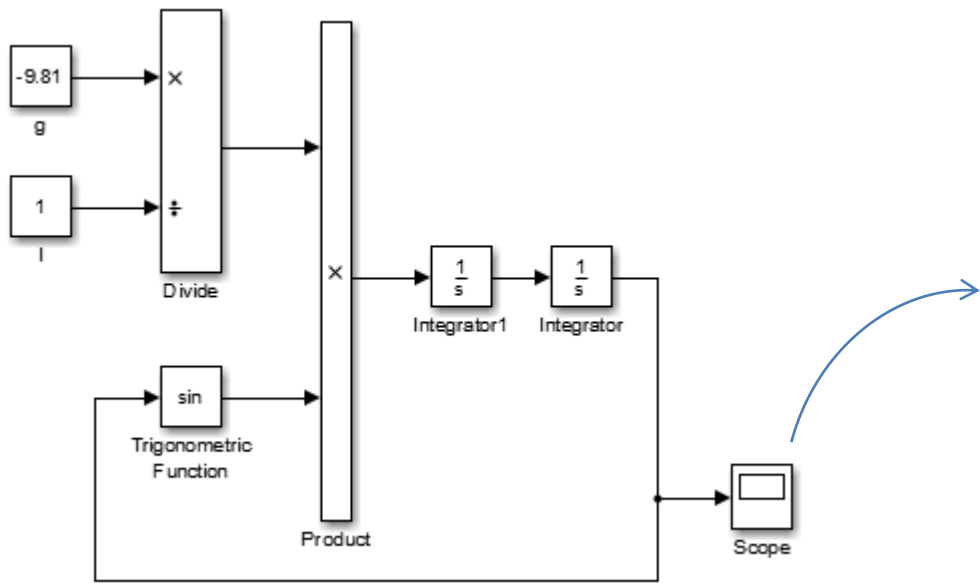 -9.81
×
g
1
÷
l
Divide
×
1
s
Integrator1
1
s
Integrator
sin
Trigonometric
Function
Product
Scope